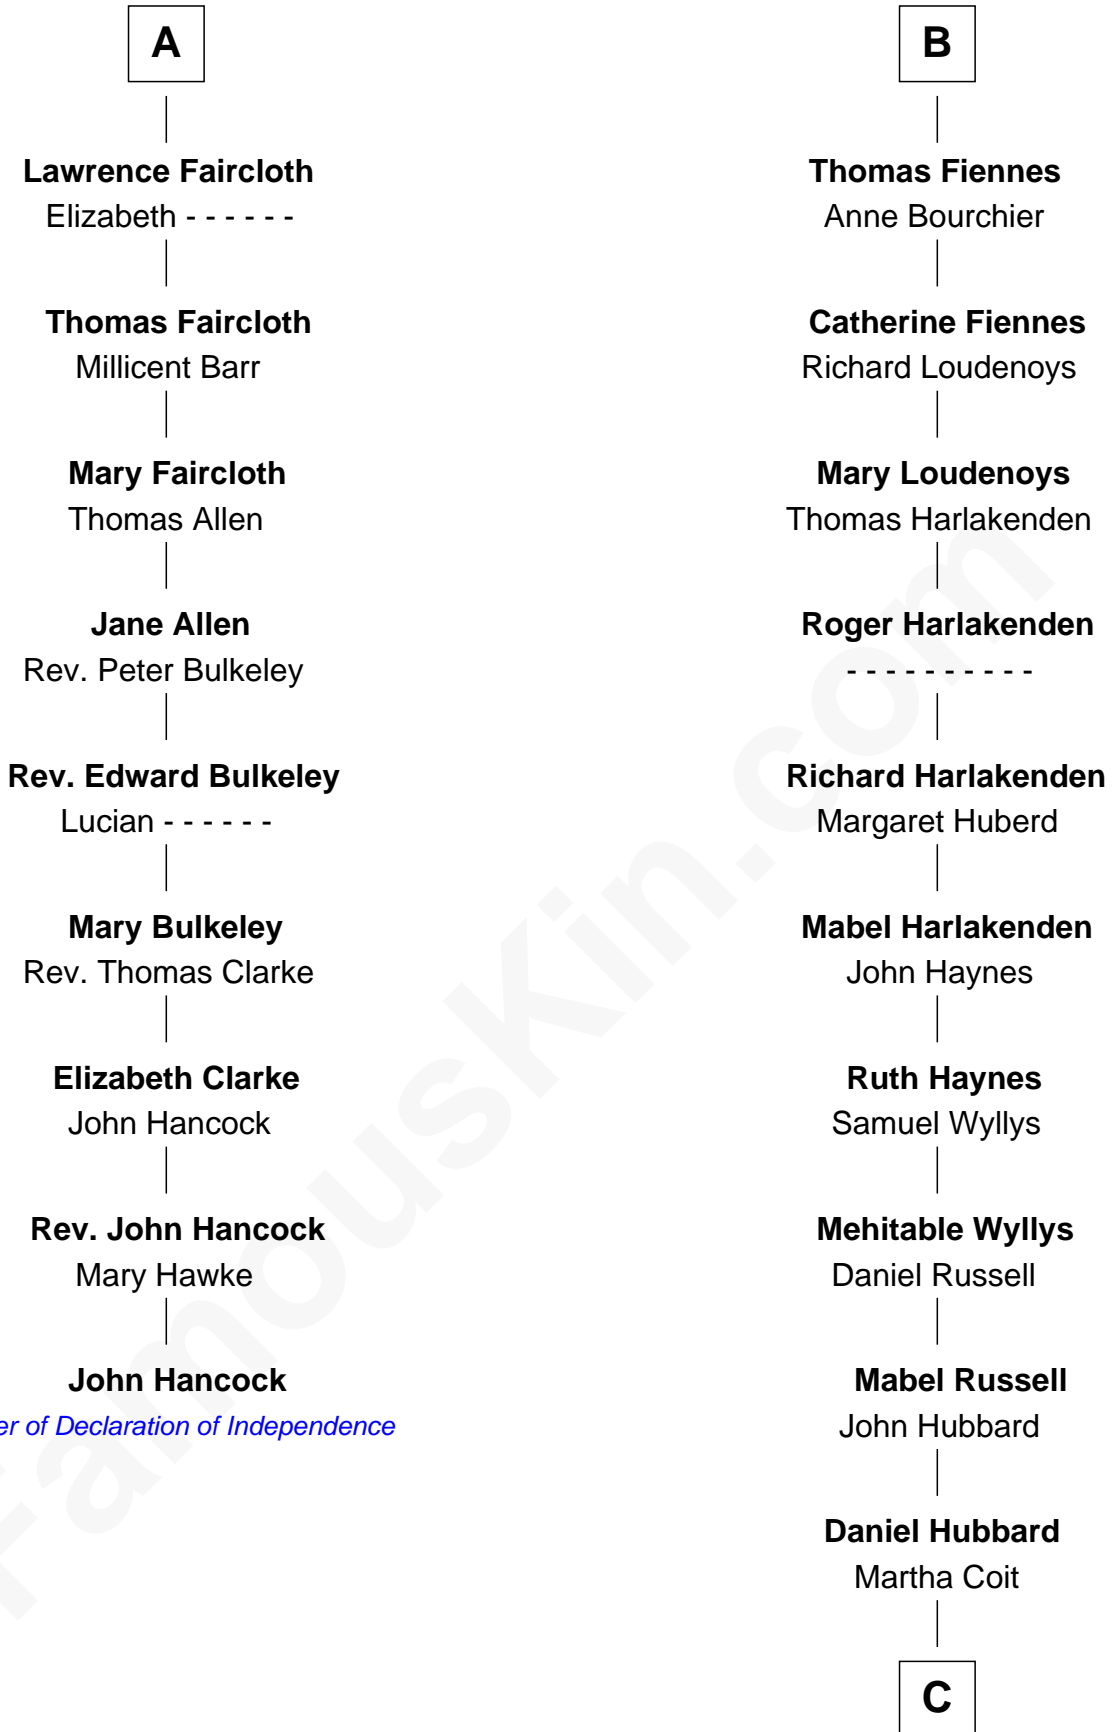 A
Lawrence Faircloth
Elizabeth - - - - - -
Thomas Faircloth
Millicent Barr
Mary Faircloth
Thomas Allen
Jane Allen
Rev. Peter Bulkeley
Rev. Edward Bulkeley
Lucian - - - - - -
Mary Bulkeley
Rev. Thomas Clarke
Elizabeth Clarke
John Hancock
Rev. John Hancock
Mary Hawke
John Hancock
of Declaration of Independence
B
Thomas Fiennes
Anne Bourchier
Catherine Fiennes
Richard Loudenoys
Mary Loudenoys
Thomas Harlakenden
Roger Harlakenden
- - - - - - - - - -
Richard Harlakenden
Margaret Huberd
Mabel Harlakenden
John Haynes
Ruth Haynes
Samuel Wyllys
Mehitable Wyllys
Daniel Russell
Mabel Russell
John Hubbard
Daniel Hubbard
Martha Coit
C
FamousKin.com